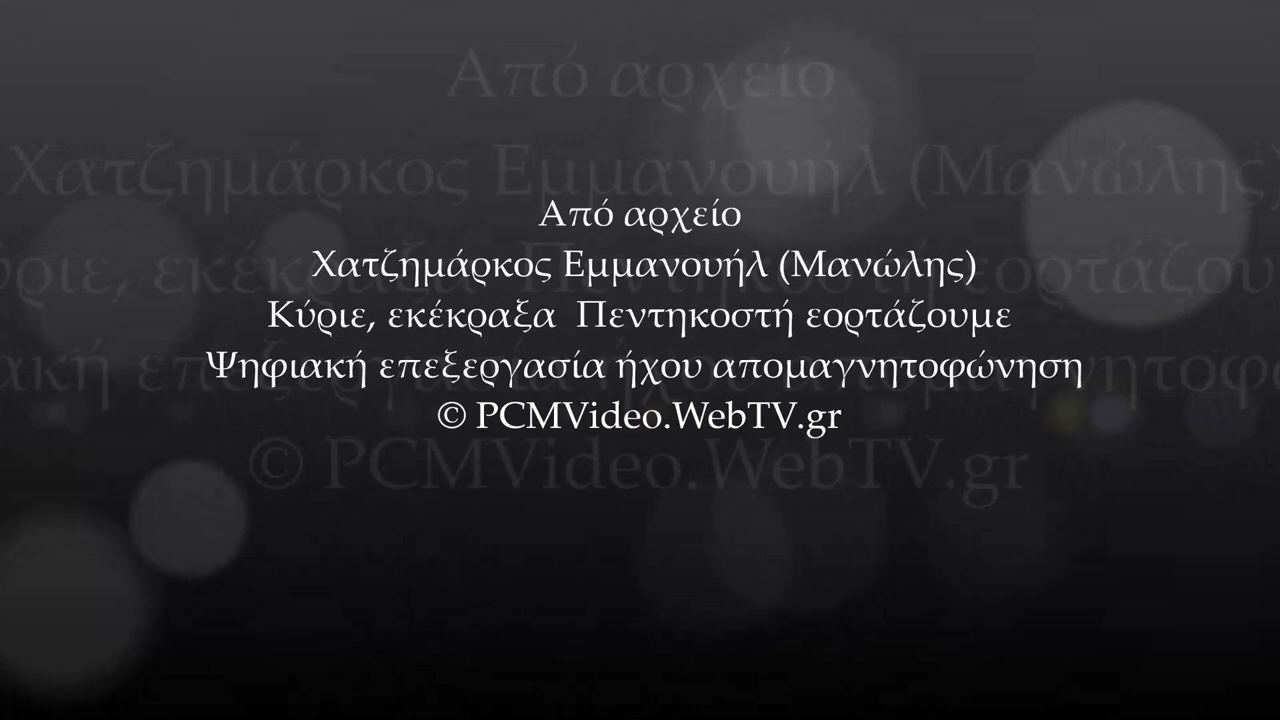 Από αρχείο
Χατζημάρκος Εμμανουήλ (Μανώλης)
Κύριε, εκέκραξα  Πεντηκοστή εορτάζουμε
Ψηφιακή επεξεργασία ήχου απομαγνητοφώνηση
© PCMVideo.WebTV.gr